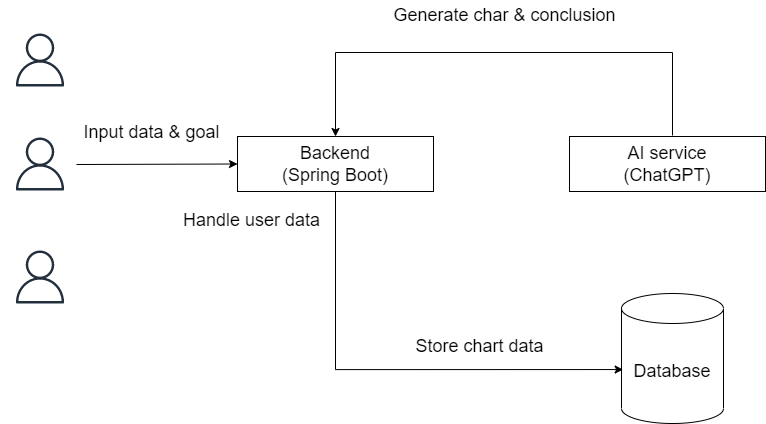 Generate char & conclusion
Input data & goal
Backend
(Spring Boot)
AI service
(ChatGPT)
Handle user data
Store chart data
Database